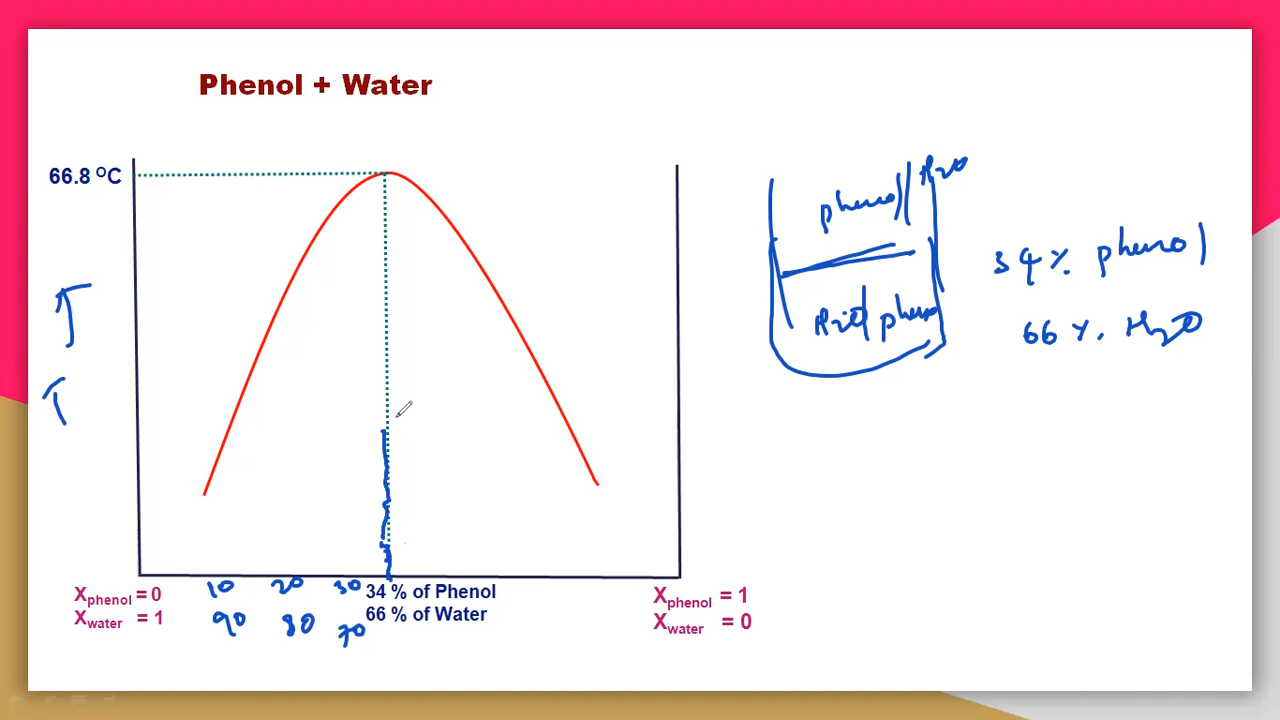 Phenol + Water
66.8 ᴼC
T
phenol/H2O
H2O/phenol
34 % phenol
66 %. H2O
10 20 30
90 80 70
34 % of Phenol
66 % of Water
Xphenol = 0
Xwater = 1
Xphenol = 1
Xwater = 0